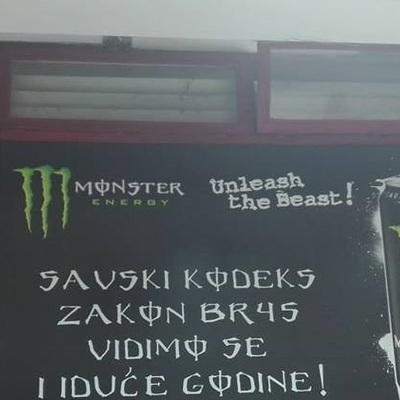 MONSTER Unleash
ENERGY the Beast!
SAVSKI KODEKS
ZAKON BR45
VIDIMO SE
I IDUĆE GODINE!